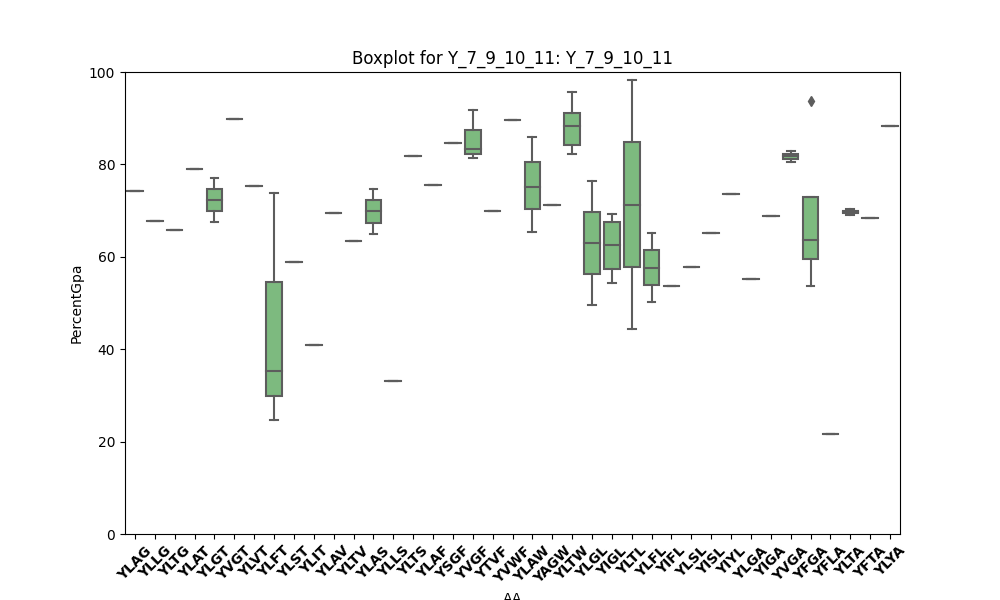 Boxplot for Y_7_9_10_11: Y_7_9_10_11
100
80
60
40
20
0
PercentGpa
YLAG
YLLG
YLTG
YLAT
YLGT
YVGT
YLVT
YLFT
YLST
YLIT
YLAV
YLTV
YLAS
YLLS
YLTS
YLAF
YSGF
YVGF
YTVF
YVWF
YLAW
YAGW
YLTW
YLGL
YIGL
YLTL
YLFL
YIFL
YLSL
YISL
YIYL
YLGA
YIGA
YVGA
YFGA
YFLA
YLTA
YFTA
YLYA
AA